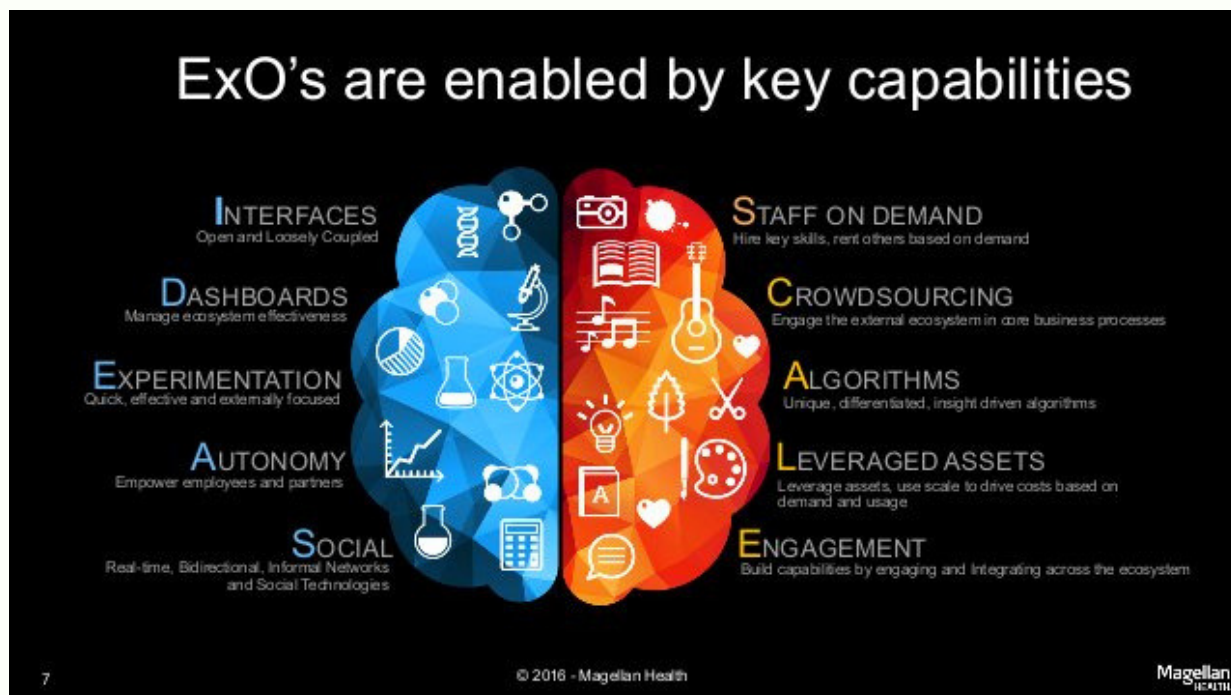 ExO's are enabled by key capabilities
INTERFACES
Open and Loosely Coupled
DASHBOARDS
Manage ecosystem effectiveness
EXPERIMENTATION
Quick, effective and externally focused
AUTONOMY
Empower employees and partners
SOCIAL
Real-time, Bidirectional, Informal Networks
and Social Technologies
A
STAFF ON DEMAND
Hire key skills, rent others based on demand
CROWDSOURCING
Engage the external ecosystem in core business processes
ALGORITHMS
Unique, differentiated, insight driven algorithms
LEVERAGED ASSETS
Leverage assets, use scale to drive costs based on
demand and usage
ENGAGEMENT
Build capabilities by engaging and Integrating across the ecosystem
7
© 2016 - Magellan Health
Magellan
HEALTH